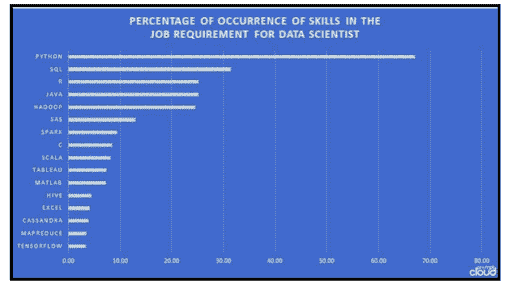 PERCENTAGE OF OCCURRENCE OF SKILLS IN THE
JOB REQUIREMENT FOR DATA SCIENTIST
PYTHON
SQL
R
JAVA
HADOOP
SAS
SPARK
C
SCALA
TABLEAU
MATLAB
HIVE
EXCEL
CASSANDRA
MAPREDUCE
TENSORFLOW
0.00 10.00 20.00 30.00 40.00 50.00 60.00 70.00 80.00
cloud